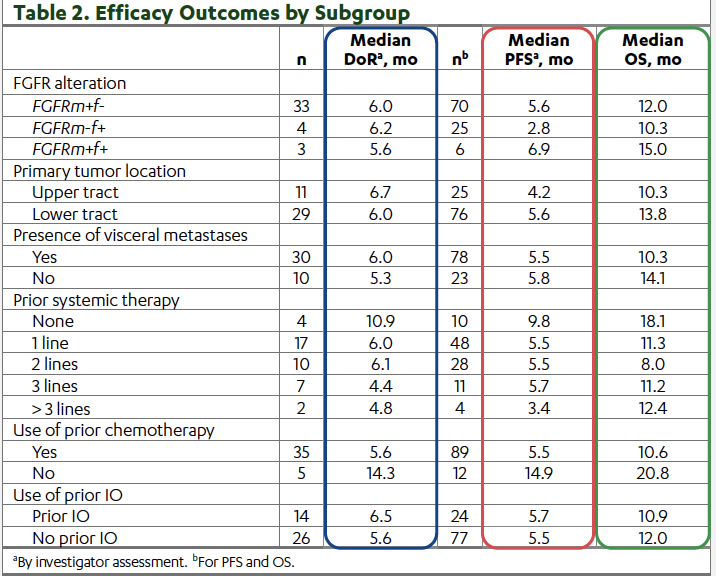 Table 2. Efficacy Outcomes by Subgroup
n Median DoRᵃ, mo nᵇ Median PFSᵃ, mo Median OS, mo
FGFR alteration
FGFRm+f- 33 6.0 70 5.6 12.0
FGFRm-f+ 4 6.2 25 2.8 10.3
FGFRm+f+ 3 5.6 6 6.9 15.0
Primary tumor location
Upper tract 11 6.7 25 4.2 10.3
Lower tract 29 6.0 76 5.6 13.8
Presence of visceral metastases
Yes 30 6.0 78 5.5 10.3
No 10 5.3 23 5.8 14.1
Prior systemic therapy
None 4 10.9 10 9.8 18.1
1 line 17 6.0 48 5.5 11.3
2 lines 10 6.1 28 5.5 8.0
3 lines 7 4.4 11 5.7 11.2
>3 lines 2 4.8 4 3.4 12.4
Use of prior chemotherapy
Yes 35 5.6 89 5.5 10.6
No 5 14.3 12 14.9 20.8
Use of prior IO
Prior IO 14 6.5 24 5.7 10.9
No prior IO 26 5.6 77 5.5 12.0
ᵃBy investigator assessment. ᵇFor PFS and OS.